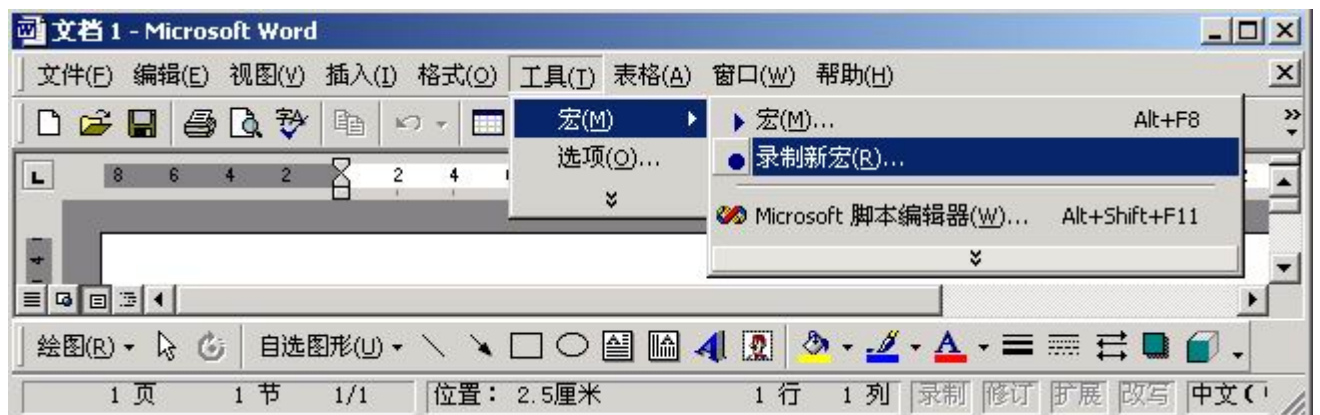 文档 1 - Microsoft Word
文件(F) 编辑(E) 视图(V) 插入(I) 格式(O) 工具(T) 表格(A) 窗口(W) 帮助(H)
宏(M)
宏(M)... Alt+F8
选项(O)...
录制新宏(R)...
8 6 4 2 2 4
Microsoft 脚本编辑器(W)... Alt+Shift+F11
绘图(R) 自选图形(U)
1 页 1 节 1/1 位置： 2.5厘米 1 行 1 列 录制 修订 扩展 改写 中文(